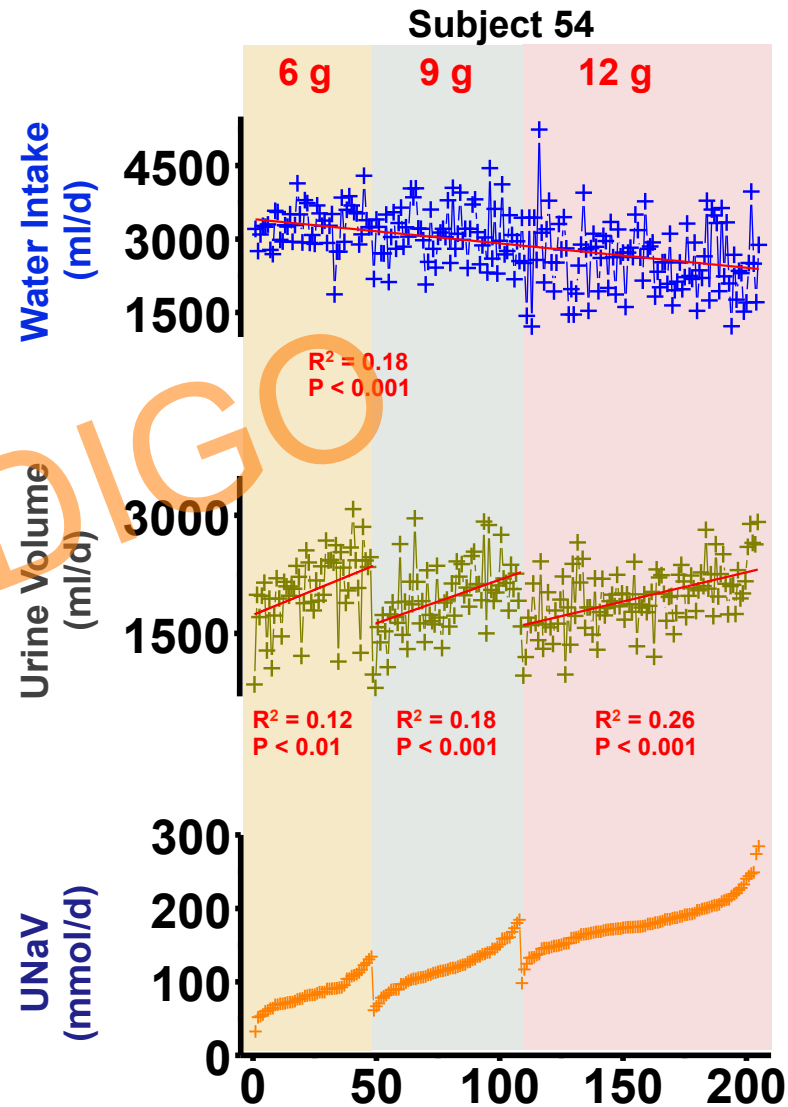 Subject 54
6 g
9 g
12 g
Water Intake
(ml/d)
4500
3000
1500
R² = 0.18
P < 0.001
DIGO
Urine Volume
(ml/d)
3000
1500
R² = 0.12
P < 0.01
R² = 0.18
P < 0.001
R² = 0.26
P < 0.001
UNaV
(mmol/d)
300
200
100
0
0
50
100
150
200